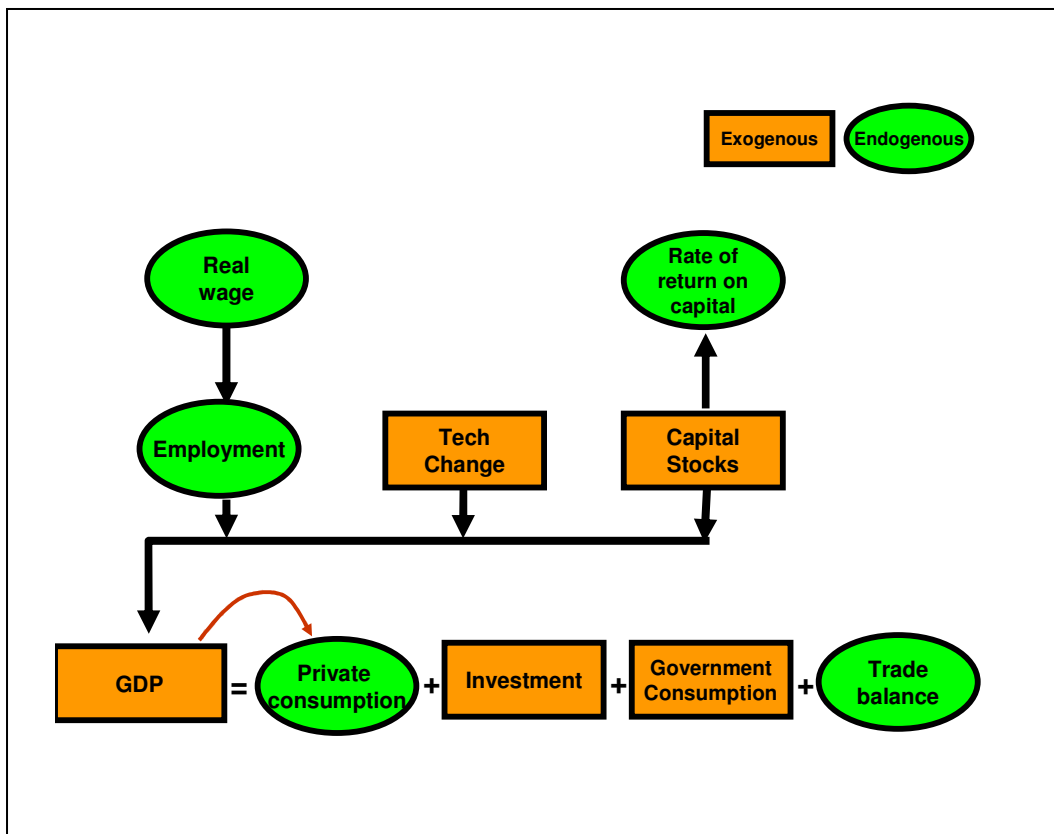 Exogenous
Endogenous
Real
wage
Rate of
return on
capital
Employment
Tech
Change
Capital
Stocks
GDP
=
Private
consumption
+
Investment
+
Government
Consumption
+
Trade
balance